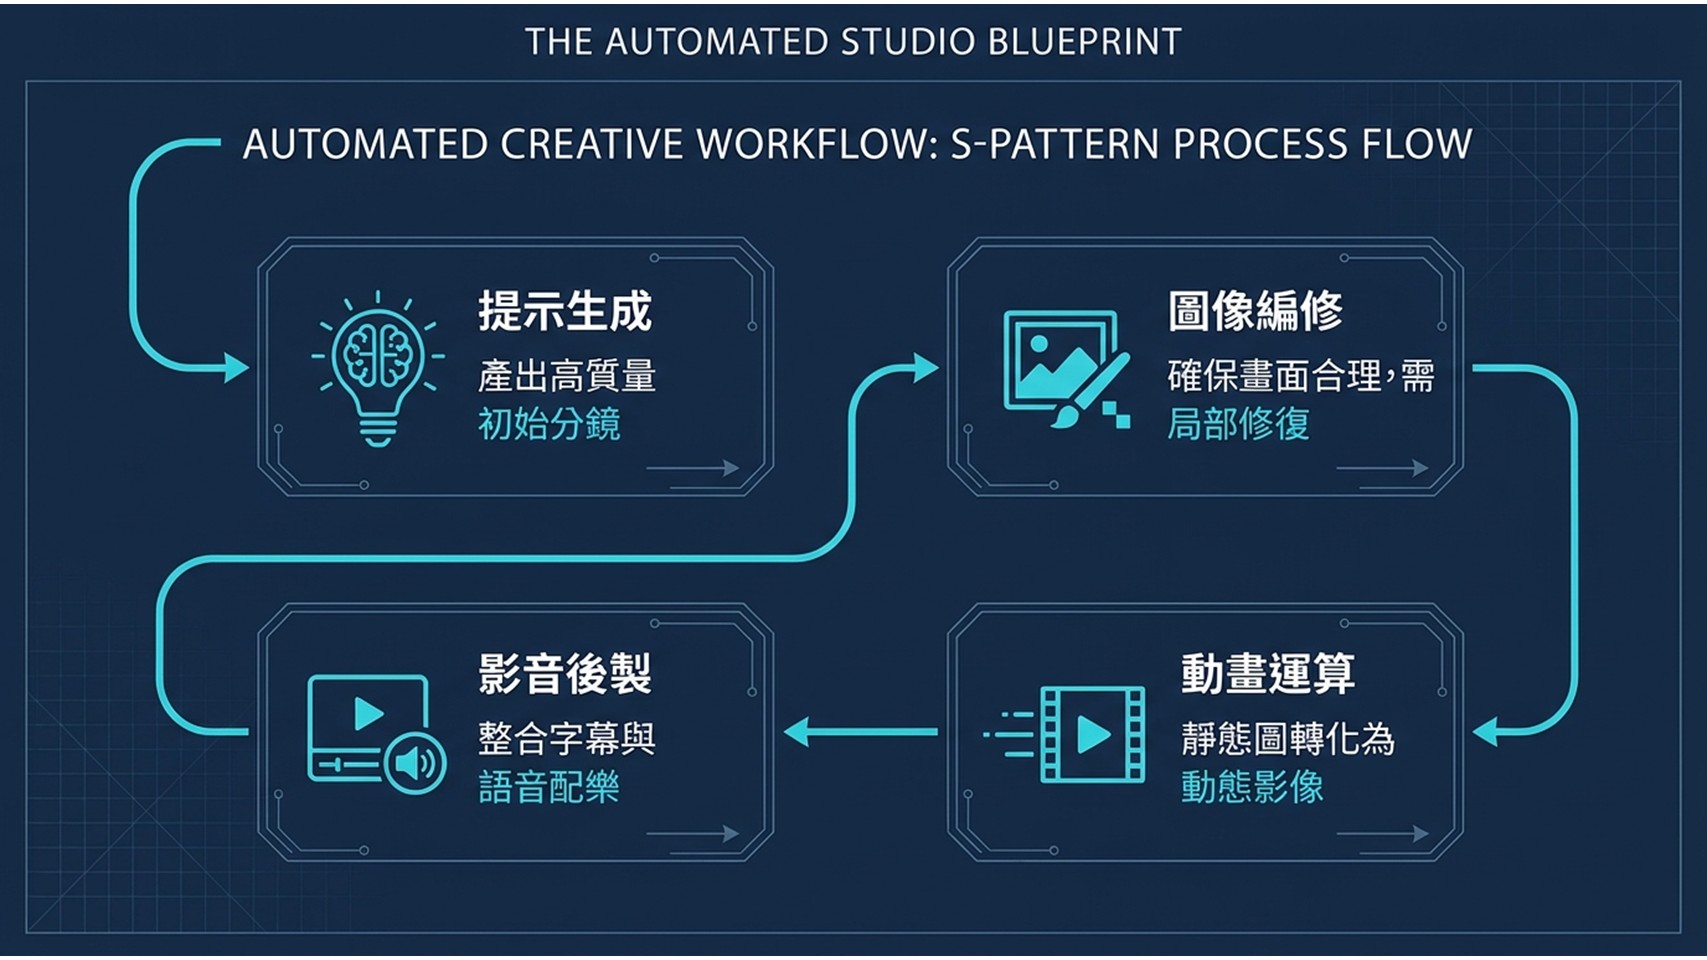 THE AUTOMATED STUDIO BLUEPRINT
AUTOMATED CREATIVE WORKFLOW: S-PATTERN PROCESS FLOW
提示生成
產出高質量
初始分鏡
圖像編修
確保畫面合理，需
局部修復
影音後製
整合字幕與
語音配樂
動畫運算
靜態圖轉化為
動態影像